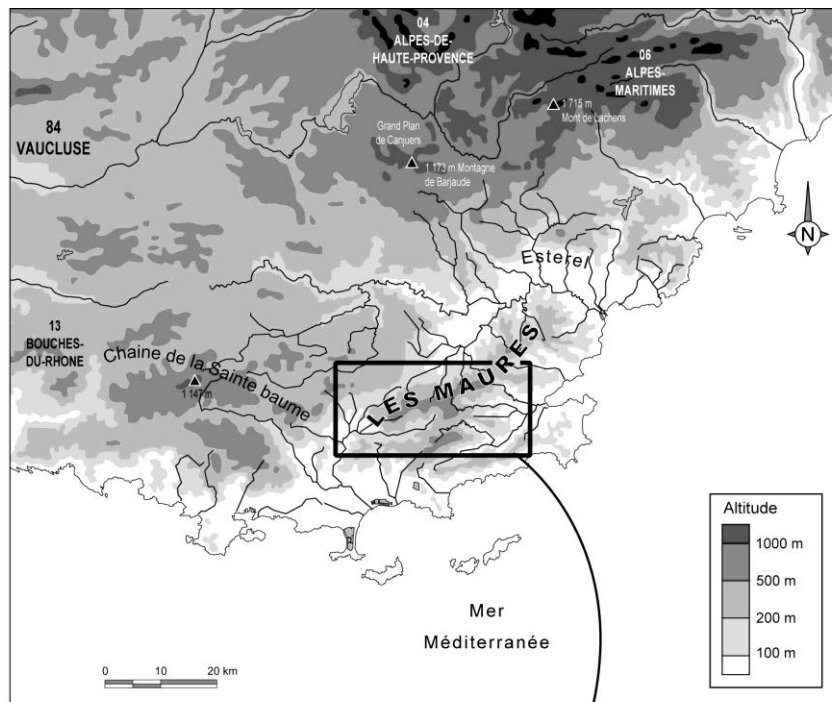 04
ALPES-DE-
HAUTE-PROVENCE
06
ALPES-
MARITIMES
1 715 m
Mont de Lachens
84
VAUCLUSE
Grand Plan
de Canjuers
1 173 m Montagne
de Barjaude
N
Esterel
13
BOUCHES-
DU-RHONE
Chaine de la Sainte baume
1 147 m
LES MAURES
Altitude
1000 m
500 m
200 m
100 m
Mer
Méditerranée
0 10 20 km